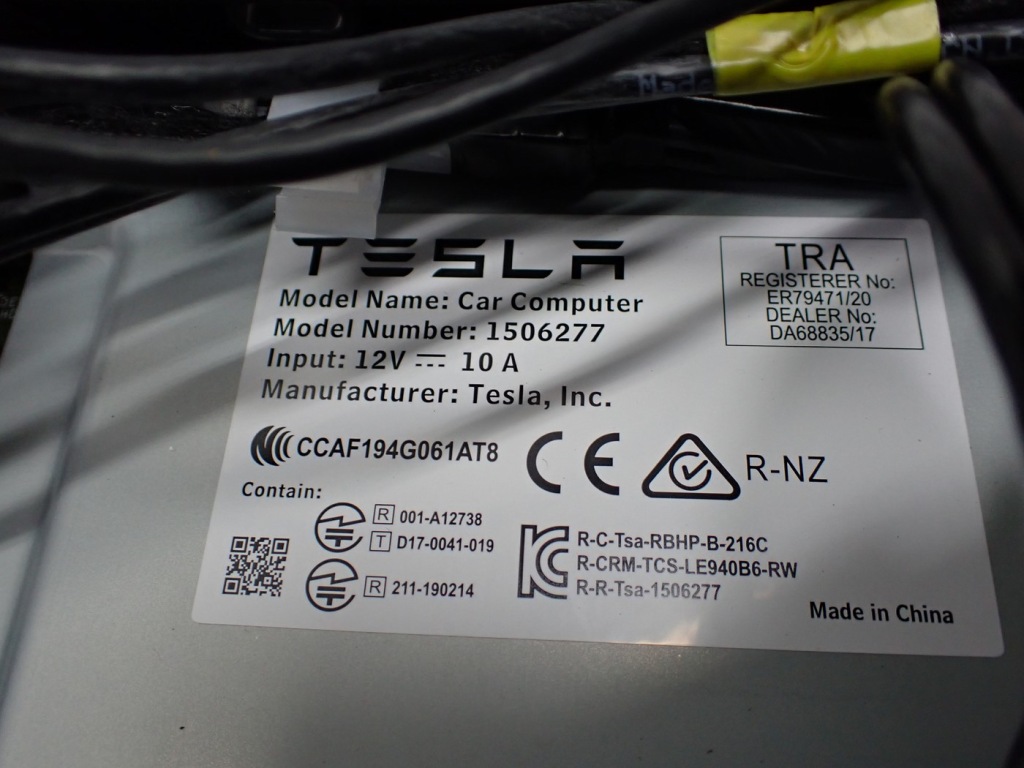 TESLA
Model Name: Car Computer
Model Number: 1506277
Input: 12V ⎓ 10 A
Manufacturer: Tesla, Inc.
TRA
REGISTERER No:
ER79471/20
DEALER No:
DA68835/17
CCAF194G061AT8
CE
R-NZ
Contain:
R 001-A12738
T D17-0041-019
R 211-190214
R-C-Tsa-RBHP-B-216C
R-CRM-TCS-LE940B6-RW
R-R-Tsa-1506277
Made in China